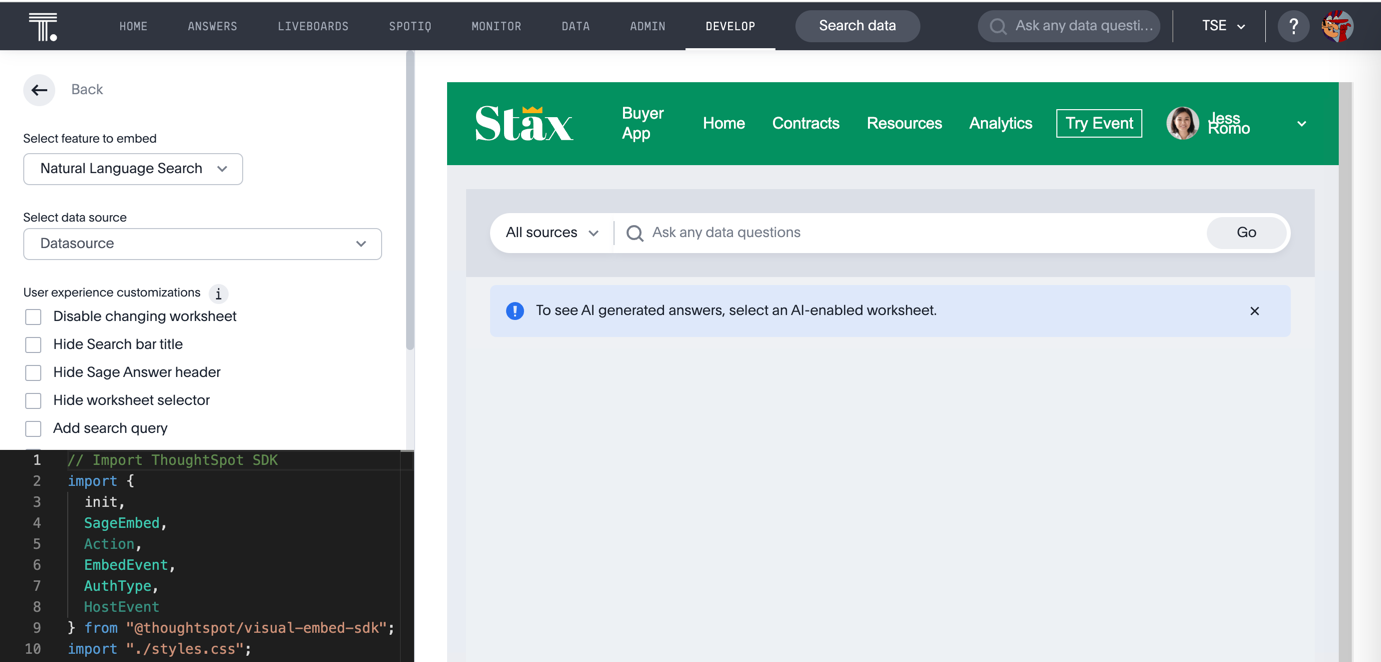 T.
HOME ANSWERS LIVEBOARDS SPOTIQ MONITOR DATA ADMIN DEVELOP Search data Ask any data questi... TSE ?
Back
Select feature to embed
Natural Language Search
Select data source
Datasource
User experience customizations i
Disable changing worksheet
Hide Search bar title
Hide Sage Answer header
Hide worksheet selector
Add search query
1 // Import ThoughtSpot SDK
2 import {
3 init,
4 SageEmbed,
5 Action,
6 EmbedEvent,
7 AuthType,
8 HostEvent
9 } from "@thoughtspot/visual-embed-sdk";
10 import "./styles.css";
Stax
Buyer
App
Home Contracts Resources Analytics Try Event
Jess
Romo
All sources Ask any data questions Go
! To see AI generated answers, select an AI-enabled worksheet.